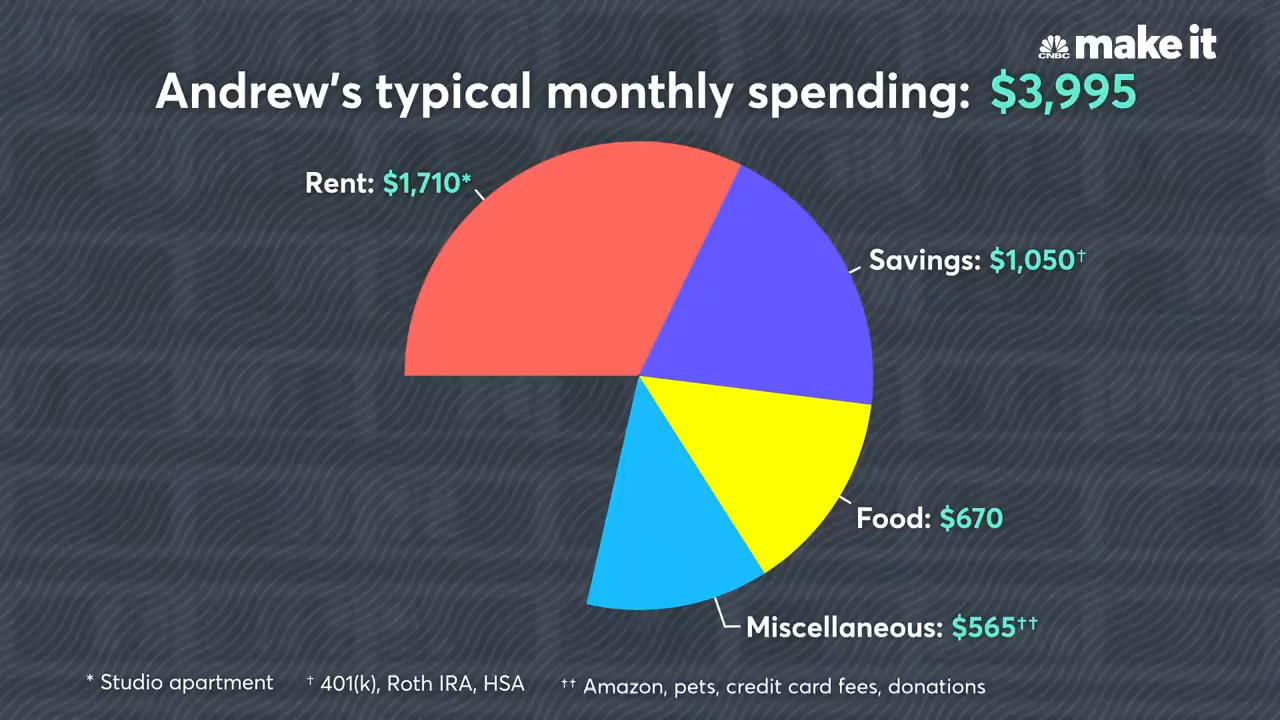 CNBC make it
Andrew's typical monthly spending: $3,995
Rent: $1,710*
Savings: $1,050†
Food: $670
Miscellaneous: $565††
* Studio apartment † 401(k), Roth IRA, HSA †† Amazon, pets, credit card fees, donations